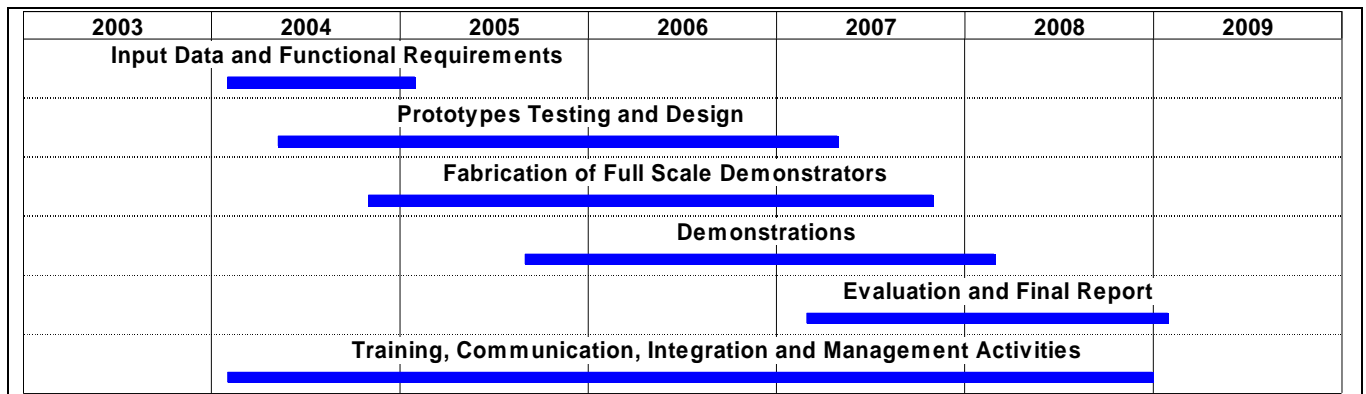 2003 2004 2005 2006 2007 2008 2009
Input Data and Functional Requirements
Prototypes Testing and Design
Fabrication of Full Scale Demonstrators
Demonstrations
Evaluation and Final Report
Training, Communication, Integration and Management Activities